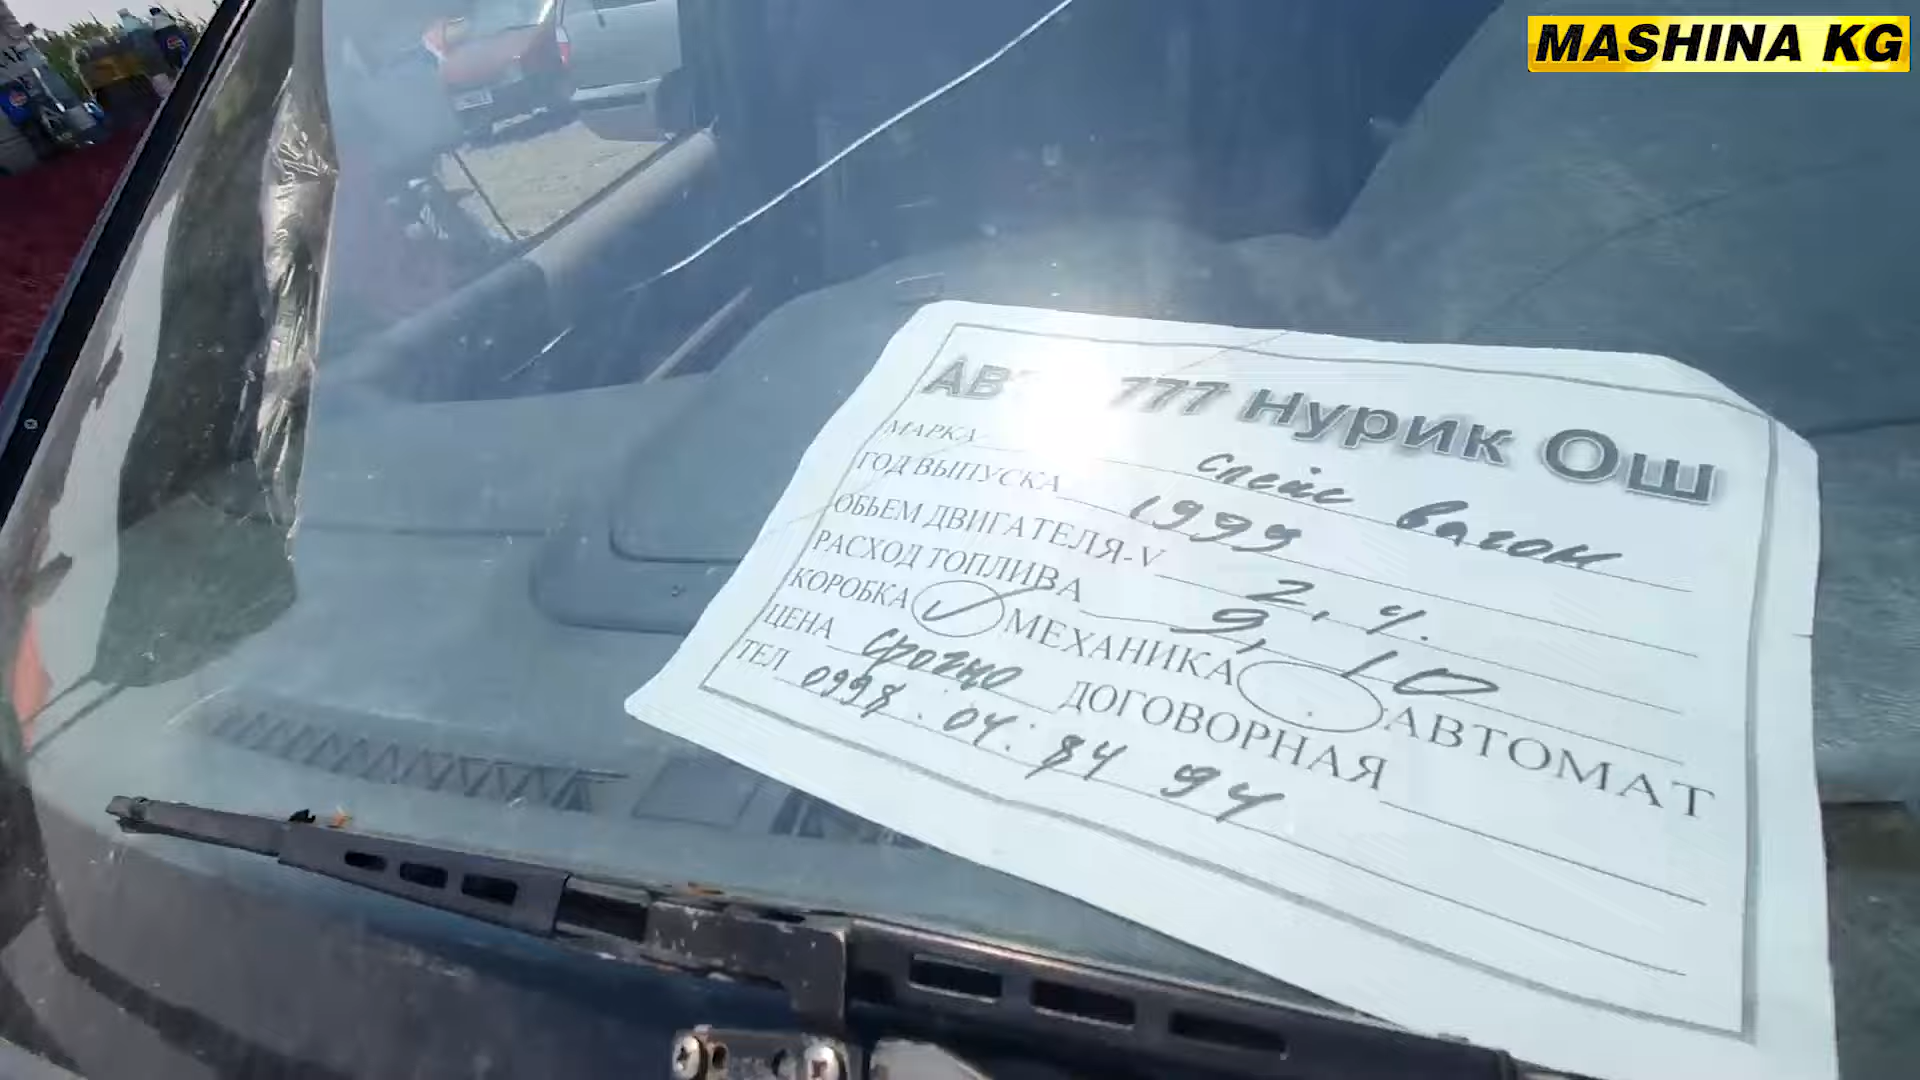 MASHINA KG
777 Нурик Ош
МАРКА спейс вагон
ГОД ВЫПУСКА 1999
ОБЬЕМ ДВИГАТЕЛЯ-V 2,4.
РАСХОД ТОПЛИВА 9,10
КОРОБКА ✓ МЕХАНИКА АВТОМАТ
ЦЕНА срочно ДОГОВОРНАЯ
ТЕЛ 0998.04.84 94